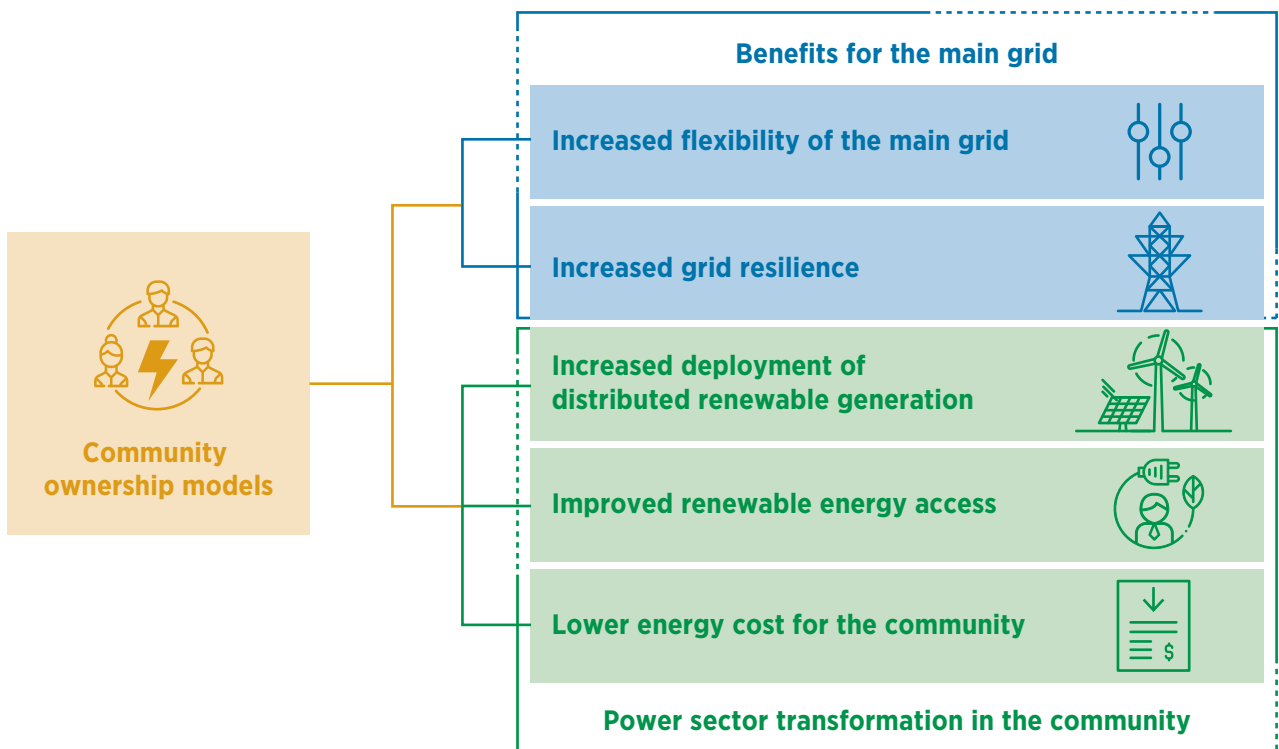 Benefits for the main grid
Increased flexibility of the main grid
Increased grid resilience
Community
ownership models
Increased deployment of
distributed renewable generation
Improved renewable energy access
Lower energy cost for the community
$
Power sector transformation in the community